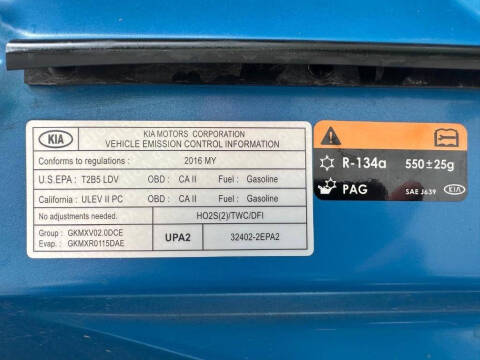 KIA
KIA MOTORS CORPORATION
VEHICLE EMISSION CONTROL INFORMATION
Conforms to regulations : 2016 MY
U.S.EPA : T2B5 LDV OBD : CA II Fuel : Gasoline
California : ULEV II PC OBD : CA II Fuel : Gasoline
No adjustments needed. HO2S(2)/TWC/DFI
Group : GKMXV02.0DCE
Evap. : GKMXR0115DAE
UPA2 32402-2EPA2
R-134a 550±25g
PAG SAE J639 KIA